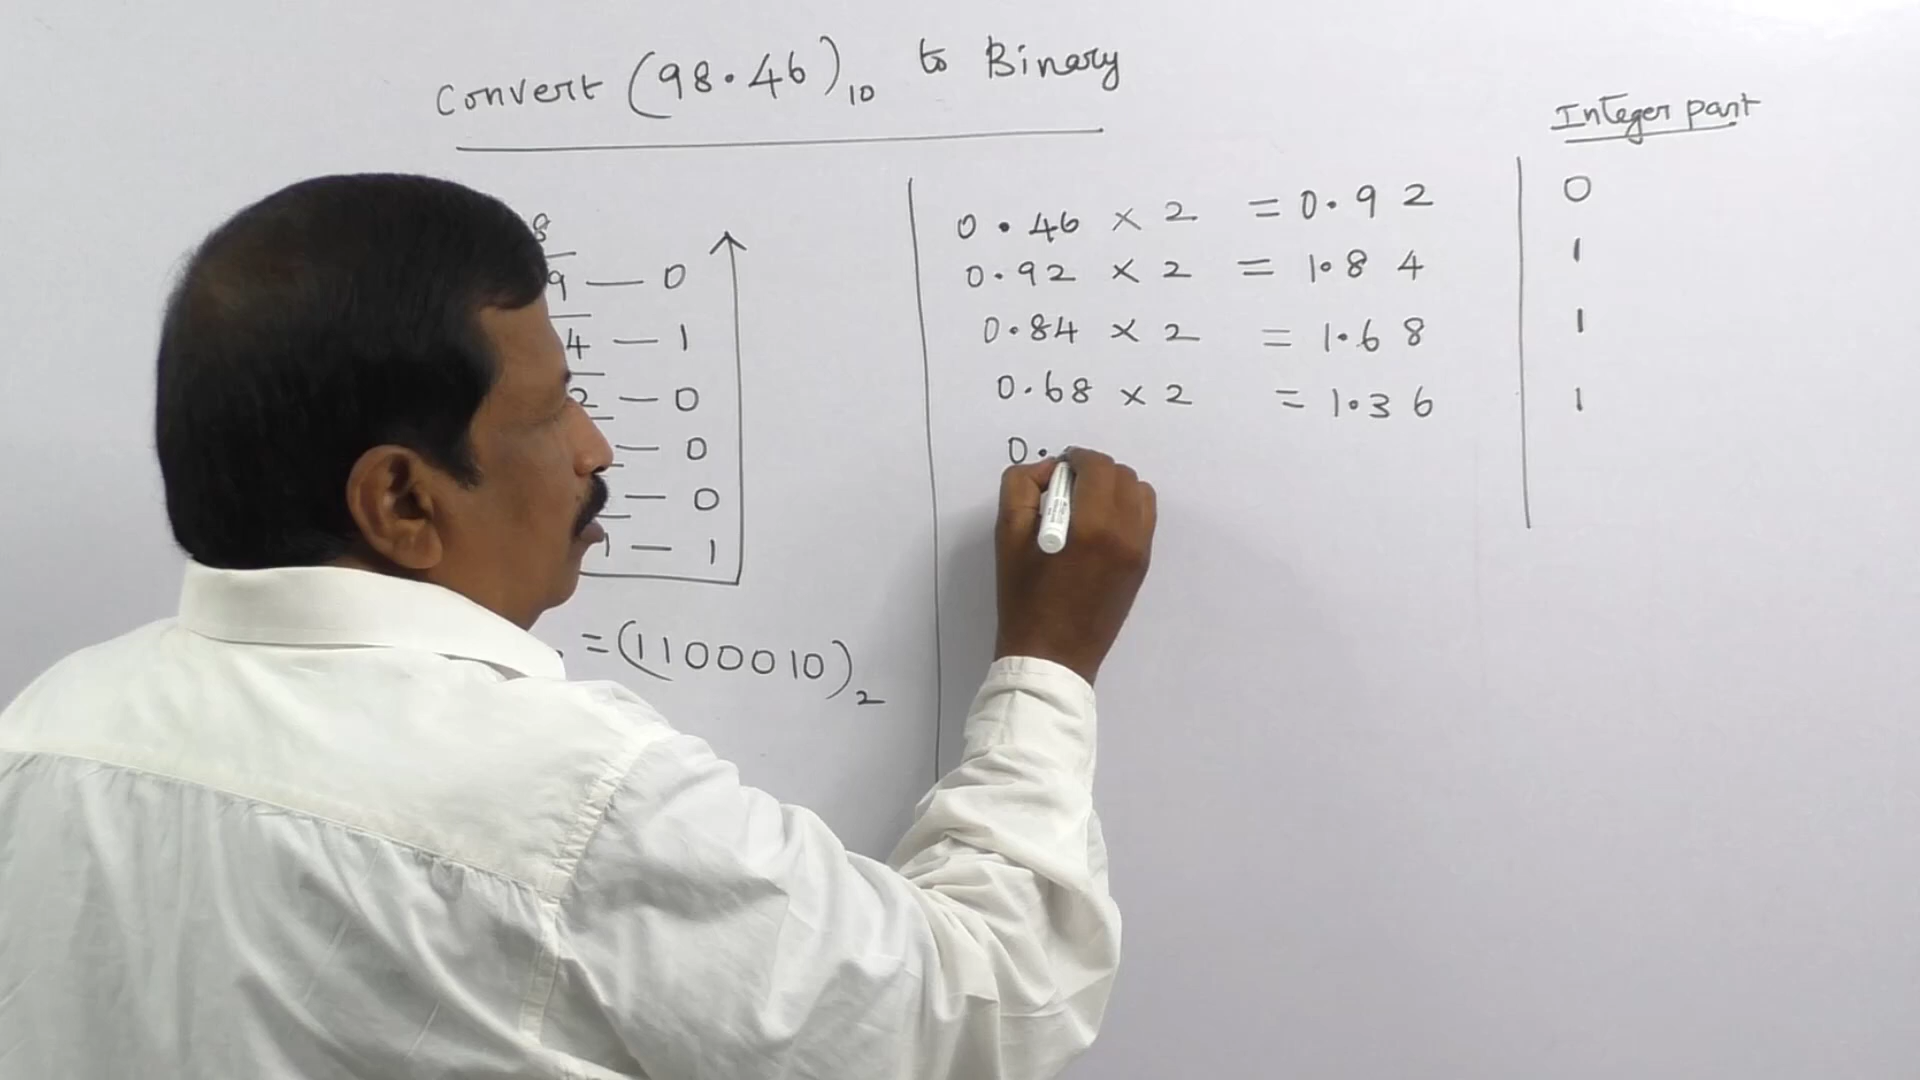 Convert (98.46)10 to Binary
8
9 — 0
4 — 1
2 — 0
— 0
— 0
1 — 1
= (1100010)2
Integer part
0.46 × 2 = 0.92 0
0.92 × 2 = 1.84 1
0.84 × 2 = 1.68 1
0.68 × 2 = 1.36 1
0.